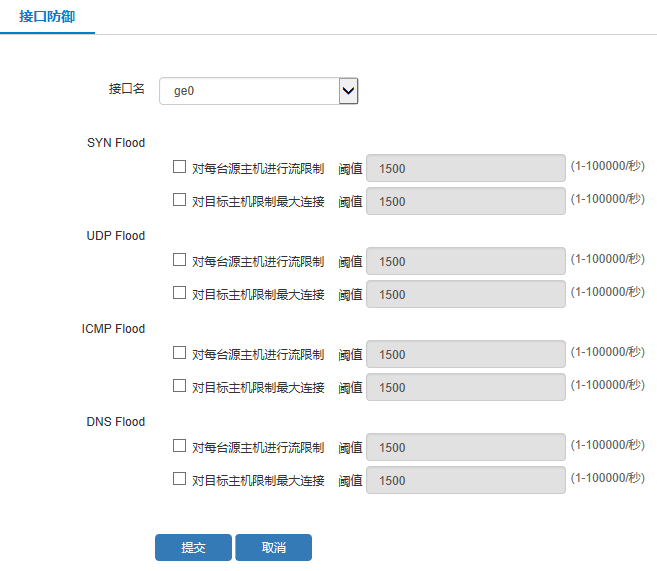 接口防御
接口名 ge0
SYN Flood
对每台源主机进行流限制 阈值 1500 (1-100000/秒)
对目标主机限制最大连接 阈值 1500 (1-100000/秒)
UDP Flood
对每台源主机进行流限制 阈值 1500 (1-100000/秒)
对目标主机限制最大连接 阈值 1500 (1-100000/秒)
ICMP Flood
对每台源主机进行流限制 阈值 1500 (1-100000/秒)
对目标主机限制最大连接 阈值 1500 (1-100000/秒)
DNS Flood
对每台源主机进行流限制 阈值 1500 (1-100000/秒)
对目标主机限制最大连接 阈值 1500 (1-100000/秒)
提交 取消